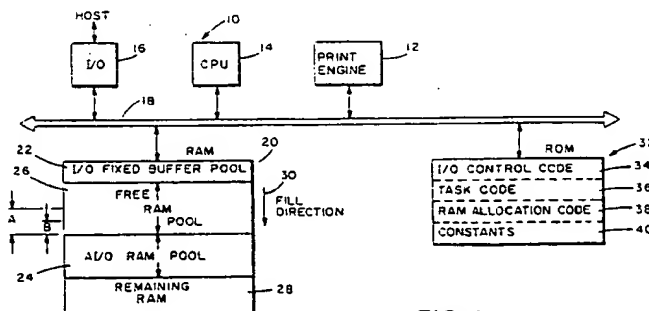 HOST
10
16
14
12
I/O
CPU
PRINT
ENGINE
18
RAM
ROM
20
32
22
I/O FIXED BUFFER POOL
I/O CONTROL CODE
34
26
FREE
30
TASK CODE
36
A
RAM
FILL
RAM ALLOCATION CODE
38
B
POOL
DIRECTION
CONSTANTS
40
AI/O RAM POOL
24
REMAINING
RAM
28